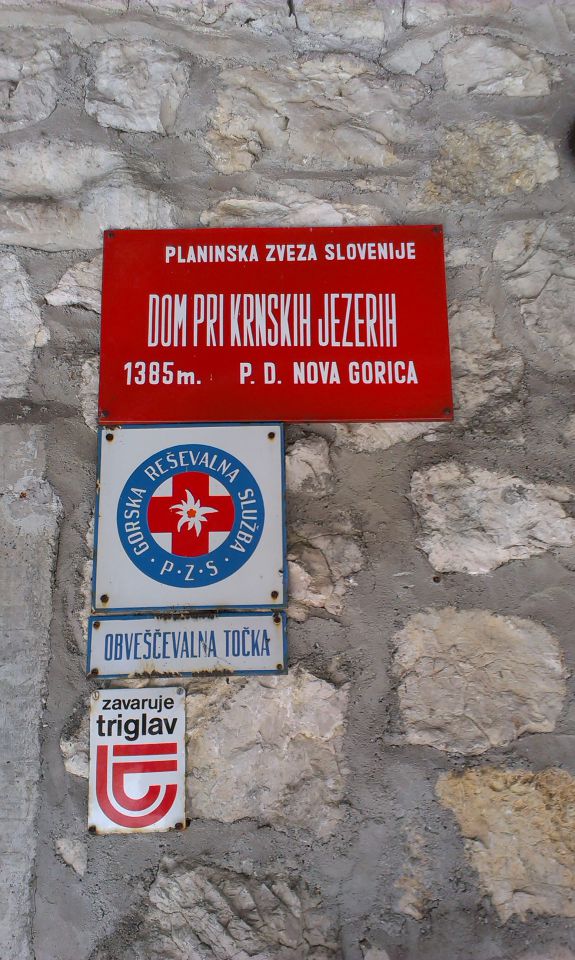 PLANINSKA ZVEZA SLOVENIJE
DOM PRI KRNSKIH JEZERIH
1385m. P. D. NOVA GORICA
GORSKA REŠEVALNA SLUŽBA
· P · Z · S ·
OBVEŠČEVALNA TOČKA
zavaruje
triglav